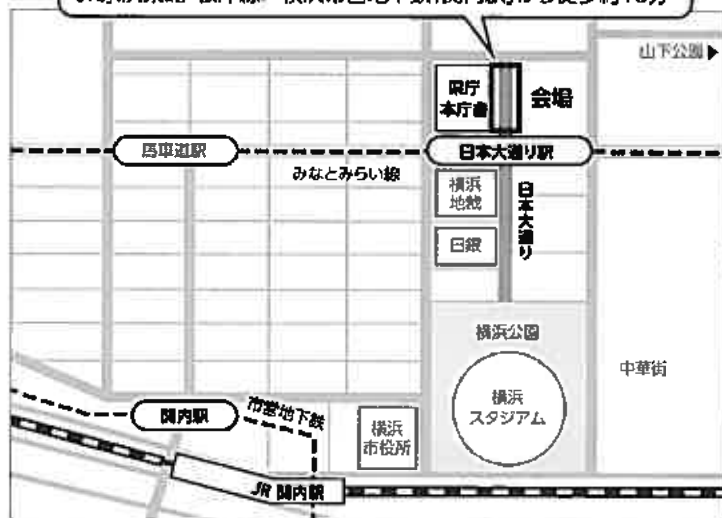 山下公園▶
県庁
本庁舎
会場
馬車道駅
日本大通り駅
みなとみらい線
横浜
地裁
日本大通り
日銀
横浜公園
中華街
横浜
スタジアム
関内駅
市営地下鉄
横浜
市役所
JR 関内駅